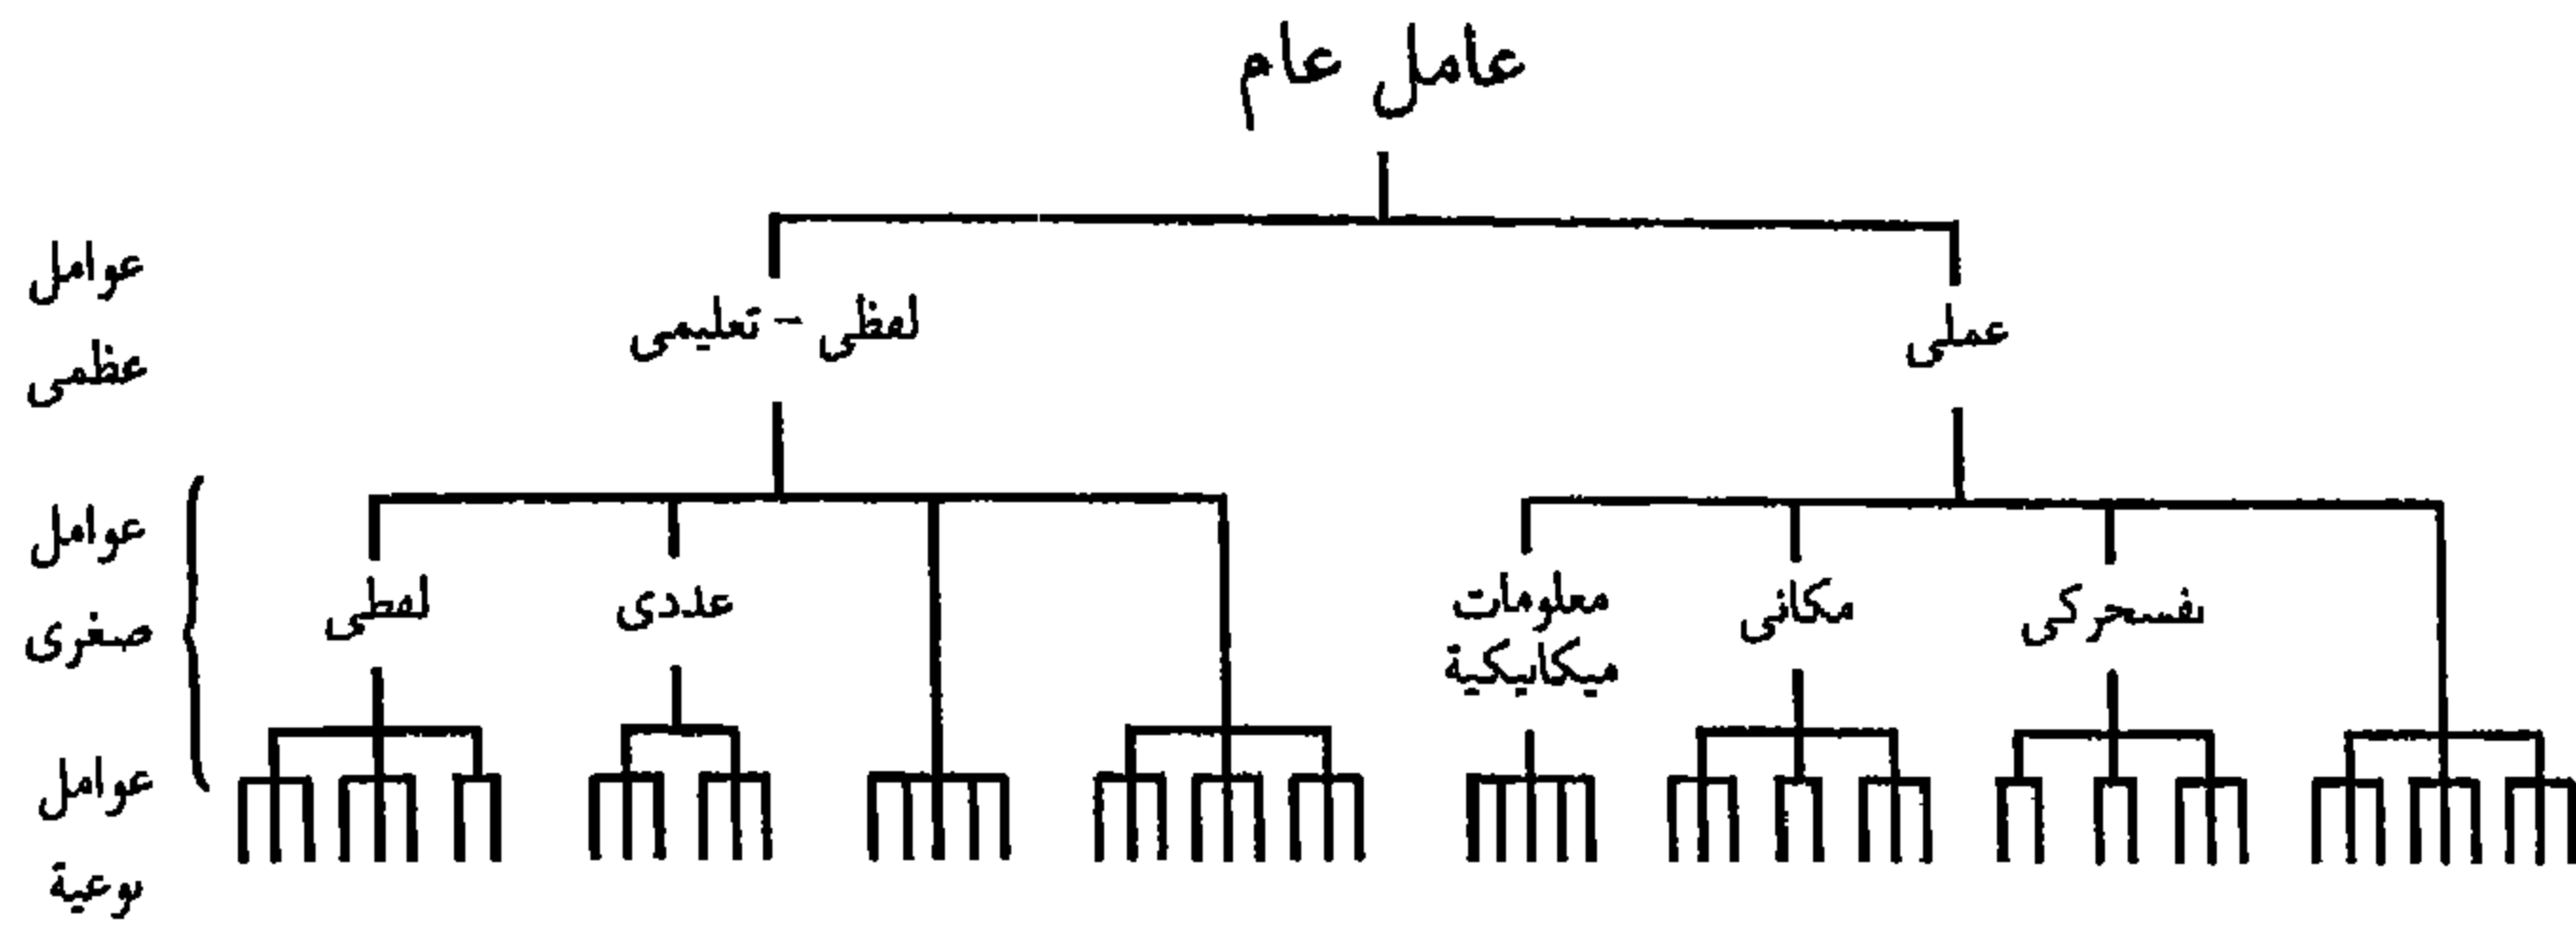 عامل عام
عوامل
عظمى
عملى
لفظى - تعليمى
عوامل
صغرى
نفسحركى
مكانى
معلومات
ميكانيكية
عددى
لفظى
عوامل
نوعية